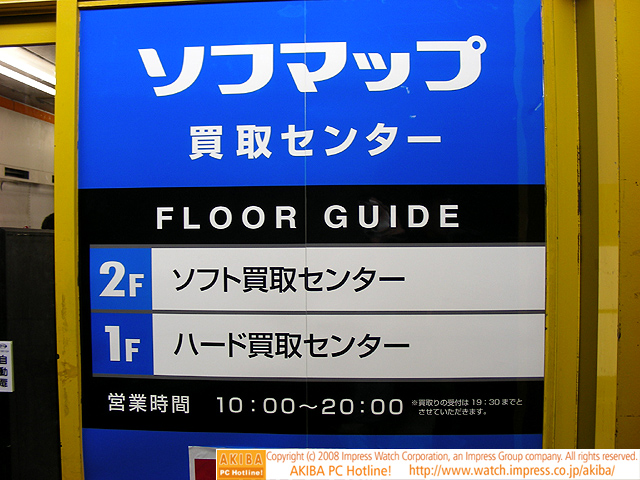 ソフマップ
買取センター
FLOOR GUIDE
2F ソフト買取センター
1F ハード買取センター
営業時間 10:00～20:00 ※買取りの受付は19:30までと
させていただきます。
自動扉
AKIBA
PC Hotline!
Copyright (c) 2008 Impress Watch Corporation, an Impress Group company. All rights reserved.
AKIBA PC Hotline! http://www.watch.impress.co.jp/akiba/